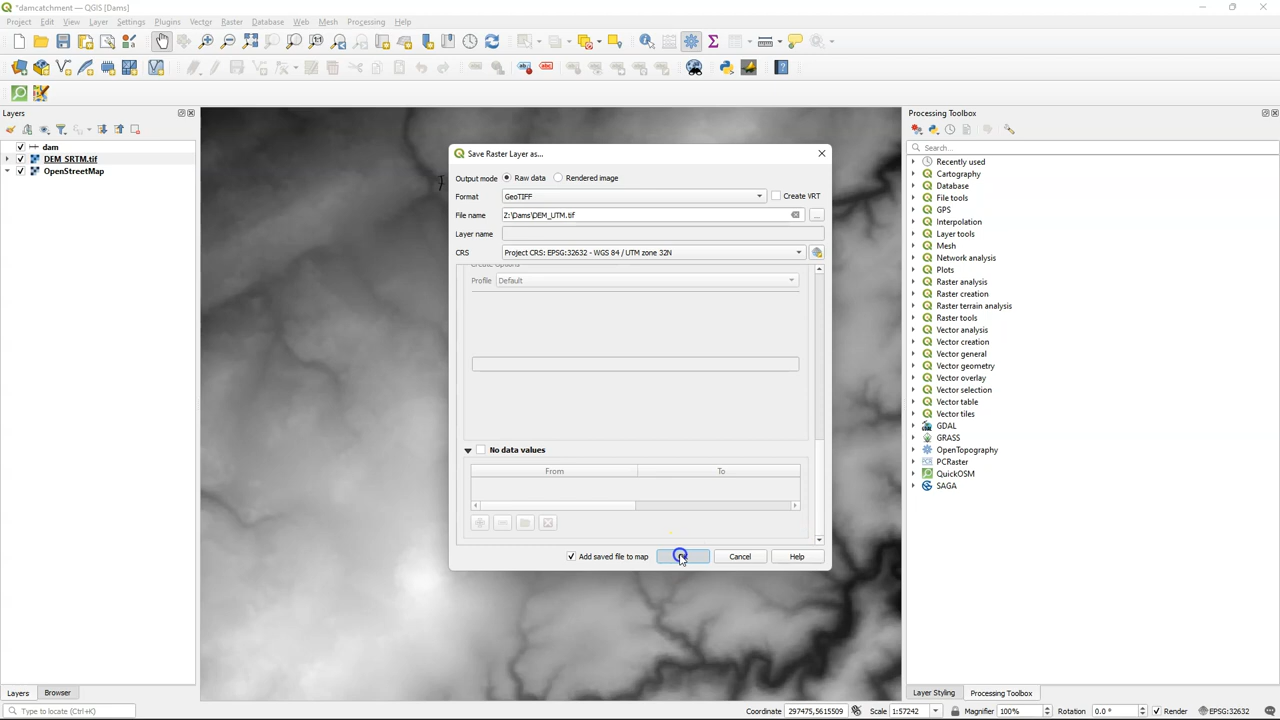 *damcatchment — QGIS [Dams]
Project Edit View Layer Settings Plugins Vector Raster Database Web Mesh Processing Help
Layers
dam
DEM_SRTM.tif
OpenStreetMap
Layers Browser
Type to locate (Ctrl+K)
Save Raster Layer as...
Output mode Raw data Rendered image
Format GeoTIFF Create VRT
File name Z:\Dams\DEM_UTM.tif ...
Layer name
CRS Project CRS: EPSG:32632 - WGS 84 / UTM zone 32N
Create Options
Profile Default
No data values
From To
Add saved file to map Cancel Help
Processing Toolbox
Search...
Recently used
Cartography
Database
File tools
GPS
Interpolation
Layer tools
Mesh
Network analysis
Plots
Raster analysis
Raster creation
Raster terrain analysis
Raster tools
Vector analysis
Vector creation
Vector general
Vector geometry
Vector overlay
Vector selection
Vector table
Vector tiles
GDAL
GRASS
OpenTopography
PCRaster
QuickOSM
SAGA
Layer Styling Processing Toolbox
Coordinate 297475,5615509 Scale 1:57242 Magnifier 100% Rotation 0.0 ° Render EPSG:32632